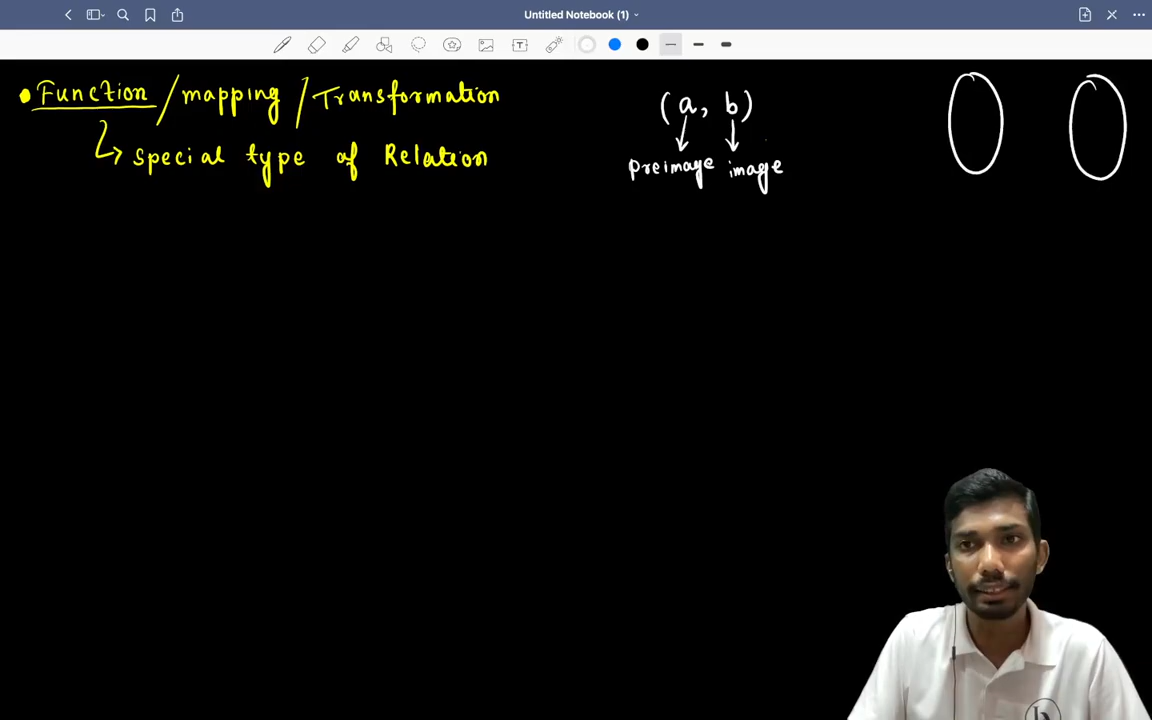 Untitled Notebook (1)
• Function / mapping / Transformation
(a, b)
special type of Relation
preimage image